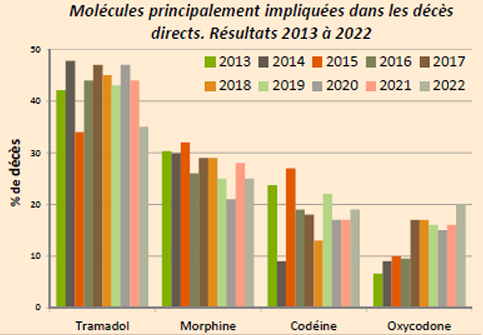 Molécules principalement impliquées dans les décès
directs. Résultats 2013 à 2022
50
40
30
20
10
0
% de décès
2013 2014 2015 2016 2017
2018 2019 2020 2021 2022
Tramadol Morphine Codéine Oxycodone